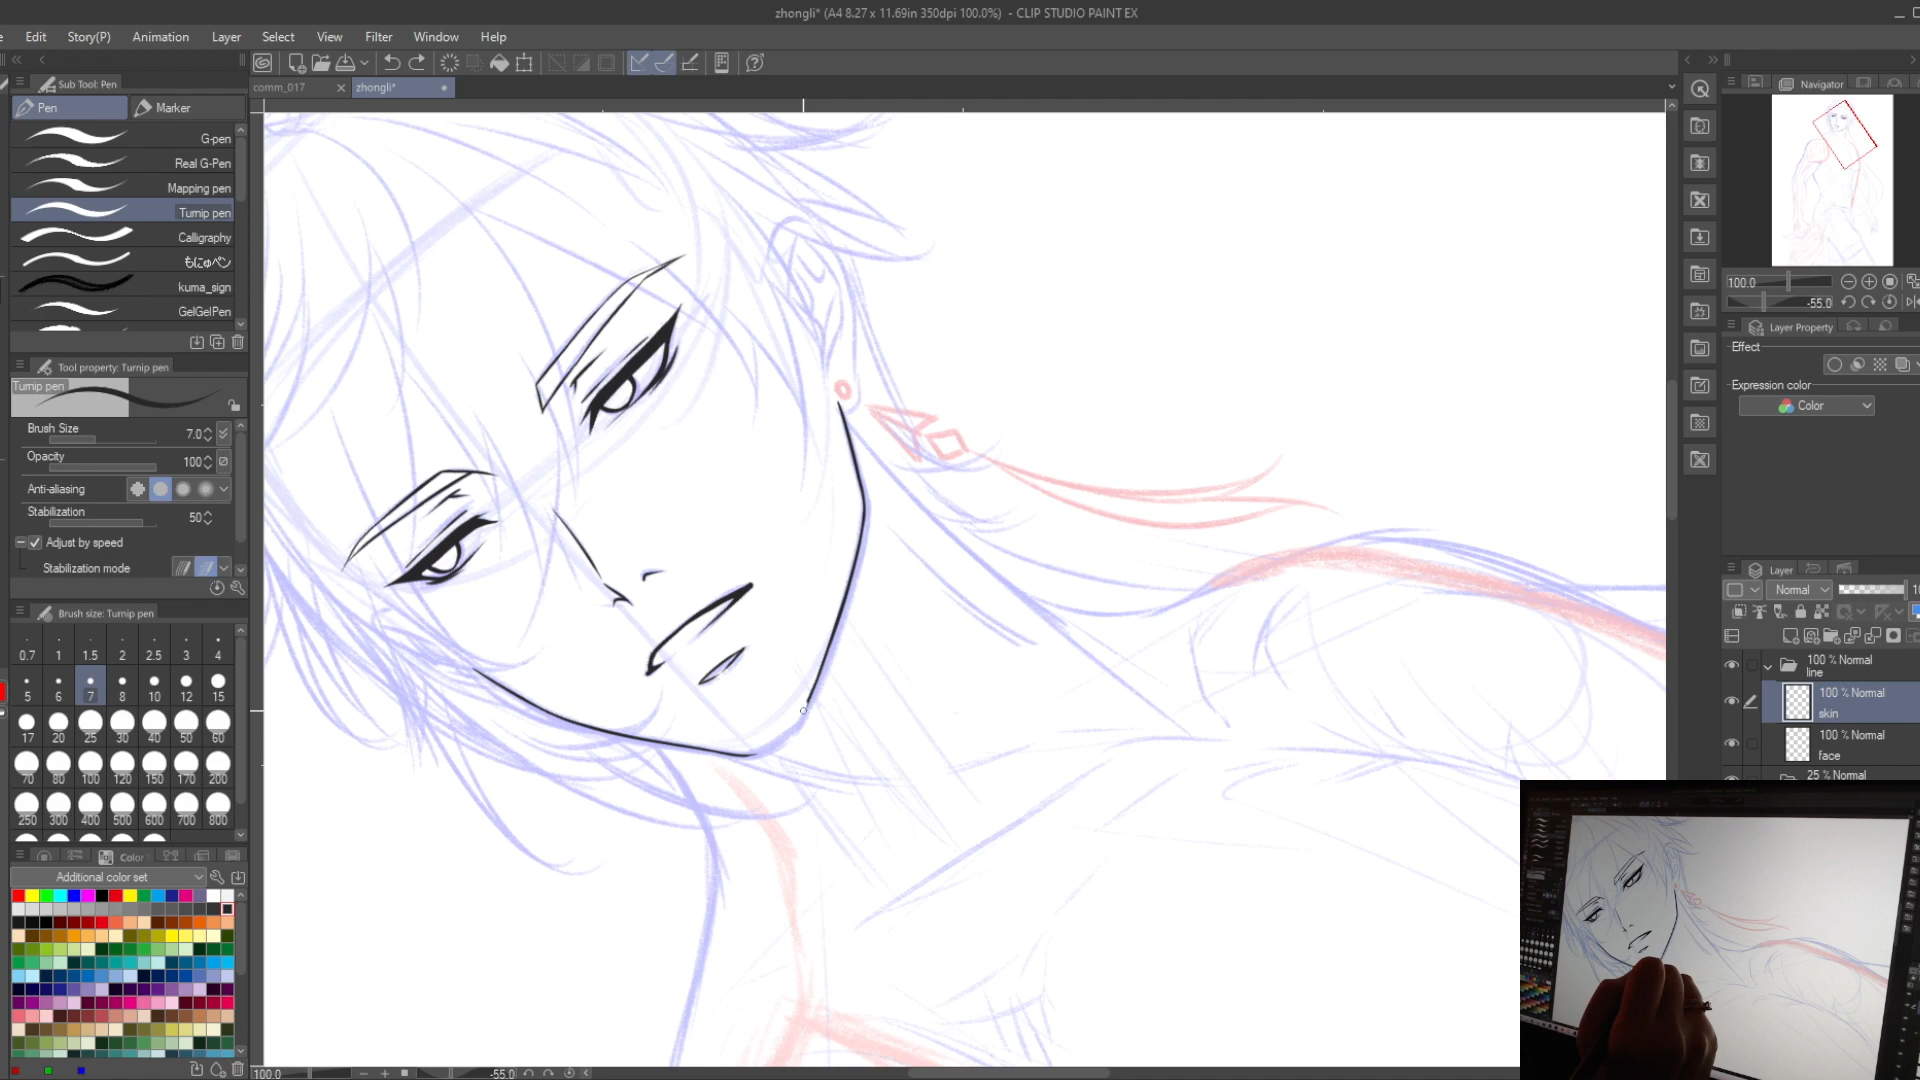 zhongli* (A4 8.27 x 11.69in 350dpi 100.0%) - CLIP STUDIO PAINT EX
Edit Story(P) Animation Layer Select View Filter Window Help
Sub Tool: Pen
comm_017 zhongli*
Navigator
Pen Marker
G-pen
Real G-Pen
Mapping pen
Turnip pen
Calligraphy
もにゅペン
kuma_sign
GelGelPen
100.0
-55.0
Layer Property
Effect
Expression color
Color
Tool property: Turnip pen
Turnip pen
Brush Size 7.0
Opacity 100
Anti-aliasing
Stabilization 50
Adjust by speed
Stabilization mode
Brush size: Turnip pen
0.7 1 1.5 2 2.5 3 4
5 6 7 8 10 12 15
17 20 25 30 40 50 60
70 80 100 120 150 170 200
250 300 400 500 600 700 800
Layer
Normal
100 % Normal
line
100 % Normal
skin
100 % Normal
face
25 % Normal
Color
Additional color set
100.0 -55.0